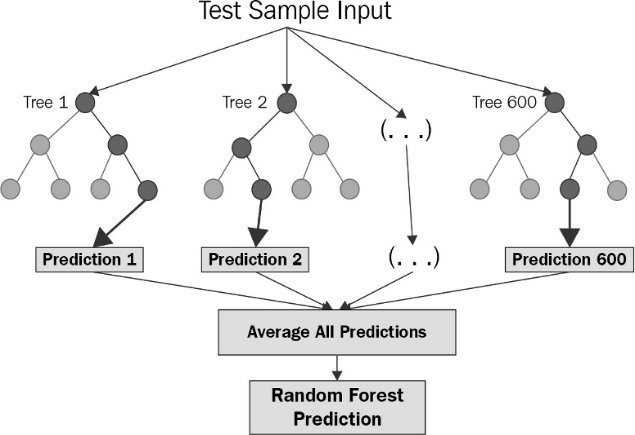 Test Sample Input
Tree 1
Tree 2
Tree 600
(. . .)
Prediction 1
Prediction 2
(. . .)
Prediction 600
Average All Predictions
Random Forest
Prediction